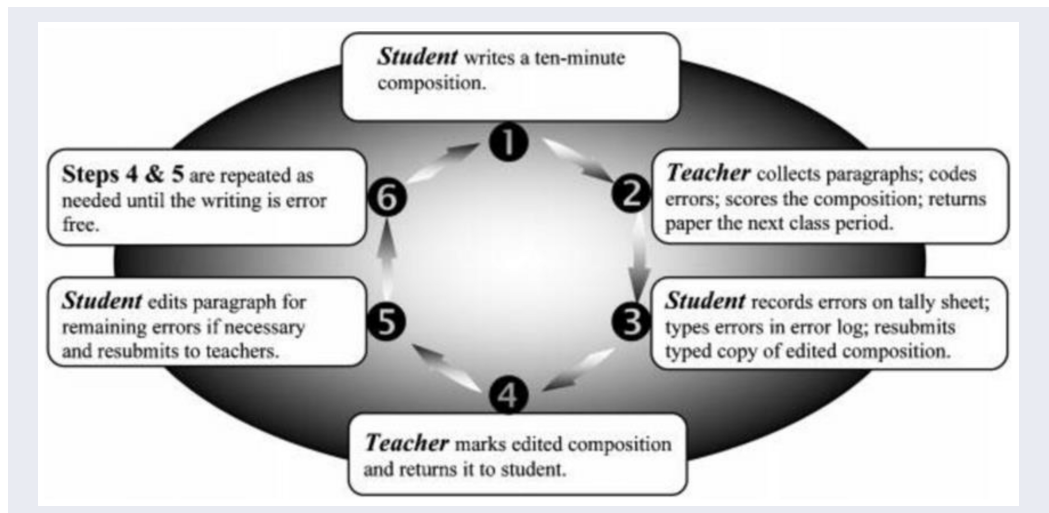 Student writes a ten-minute
composition.
1
2
Teacher collects paragraphs; codes
errors; scores the composition; returns
paper the next class period.
3
Student records errors on tally sheet;
types errors in error log; resubmits
typed copy of edited composition.
4
Teacher marks edited composition
and returns it to student.
5
Student edits paragraph for
remaining errors if necessary
and resubmits to teachers.
6
Steps 4 & 5 are repeated as
needed until the writing is error
free.